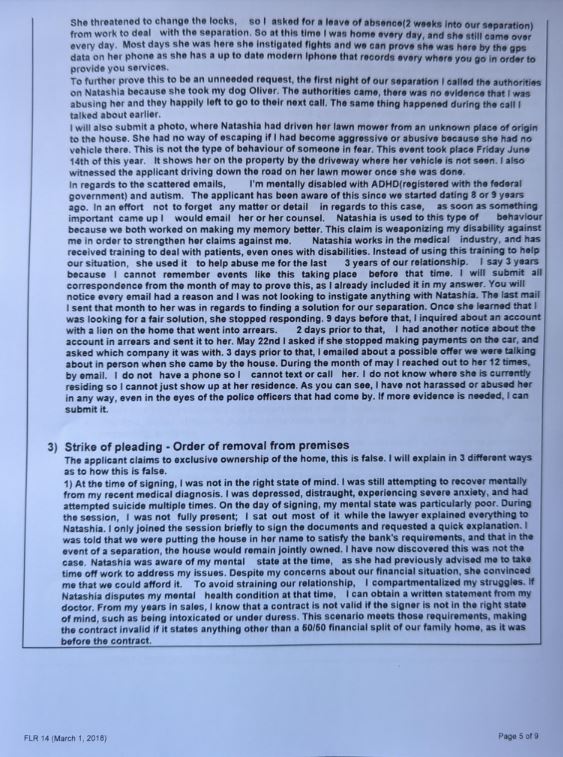 She threatened to change the locks, so I asked for a leave of absence(2 weeks into our separation)
from work to deal with the separation. So at this time I was home every day, and she still came over
every day. Most days she was here she instigated fights and we can prove she was here by the gps
data on her phone as she has a up to date modern Iphone that records every where you go in order to
provide you services.
To further prove this to be an unneeded request, the first night of our separation I called the authorities
on Natashia because she took my dog Oliver. The authorities came, there was no evidence that I was
abusing her and they happily left to go to their next call. The same thing happened during the call I
talked about earlier.
I will also submit a photo, where Natashia had driven her lawn mower from an unknown place of origin
to the house. She had no way of escaping if I had become aggressive or abusive because she had no
vehicle there. This is not the type of behaviour of someone in fear. This event took place Friday June
14th of this year. It shows her on the property by the driveway where her vehicle is not seen. I also
witnessed the applicant driving down the road on her lawn mower once she was done.
In regards to the scattered emails, I'm mentally disabled with ADHD(registered with the federal
government) and autism. The applicant has been aware of this since we started dating 8 or 9 years
ago. In an effort not to forget any matter or detail in regards to this case, as soon as something
important came up I would email her or her counsel. Natashia is used to this type of behaviour
because we both worked on making my memory better. This claim is weaponizing my disability against
me in order to strengthen her claims against me. Natashia works in the medical industry, and has
received training to deal with patients, even ones with disabilities. Instead of using this training to help
our situation, she used it to help abuse me for the last 3 years of our relationship. I say 3 years
because I cannot remember events like this taking place before that time. I will submit all
correspondence from the month of may to prove this, as I already included it in my answer. You will
notice every email had a reason and I was not looking to instigate anything with Natashia. The last mail
I sent that month to her was in regards to finding a solution for our separation. Once she learned that I
was looking for a fair solution, she stopped responding. 9 days before that, I inquired about an account
with a lien on the home that went into arrears. 2 days prior to that, I had another notice about the
account in arrears and sent it to her. May 22nd I asked if she stopped making payments on the car, and
asked which company it was with. 3 days prior to that, I emailed about a possible offer we were talking
about in person when she came by the house. During the month of may I reached out to her 12 times,
by email. I do not have a phone so I cannot text or call her. I do not know where she is currently
residing so I cannot just show up at her residence. As you can see, I have not harassed or abused her
in any way, even in the eyes of the police officers that had come by. If more evidence is needed, I can
submit it.
3) Strike of pleading - Order of removal from premises
The applicant claims to exclusive ownership of the home, this is false. I will explain in 3 different ways
as to how this is false.
1) At the time of signing, I was not in the right state of mind. I was still attempting to recover mentally
from my recent medical diagnosis. I was depressed, distraught, experiencing severe anxiety, and had
attempted suicide multiple times. On the day of signing, my mental state was particularly poor. During
the session, I was not fully present; I sat out most of it while the lawyer explained everything to
Natashia. I only joined the session briefly to sign the documents and requested a quick explanation. I
was told that we were putting the house in her name to satisfy the bank's requirements, and that in the
event of a separation, the house would remain jointly owned. I have now discovered this was not the
case. Natashia was aware of my mental state at the time, as she had previously advised me to take
time off work to address my issues. Despite my concerns about our financial situation, she convinced
me that we could afford it. To avoid straining our relationship, I compartmentalized my struggles. If
Natashia disputes my mental health condition at that time, I can obtain a written statement from my
doctor. From my years in sales, I know that a contract is not valid if the signer is not in the right state
of mind, such as being intoxicated or under duress. This scenario meets those requirements, making
the contract invalid if it states anything other than a 50/50 financial split of our family home, as it was
before the contract.
FLR 14 (March 1, 2018)
Page 5 of 9